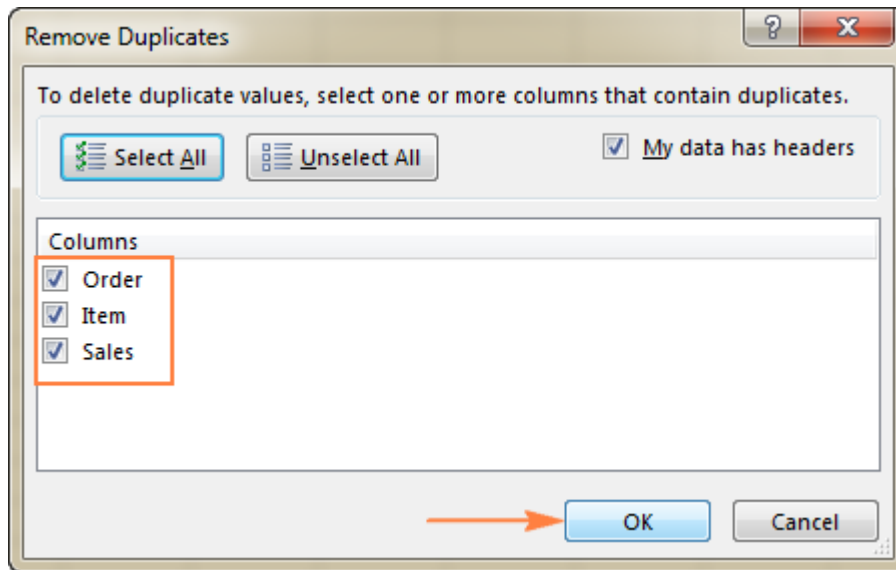 Remove Duplicates
To delete duplicate values, select one or more columns that contain duplicates.
Select All
Unselect All
My data has headers
Columns
Order
Item
Sales
OK
Cancel